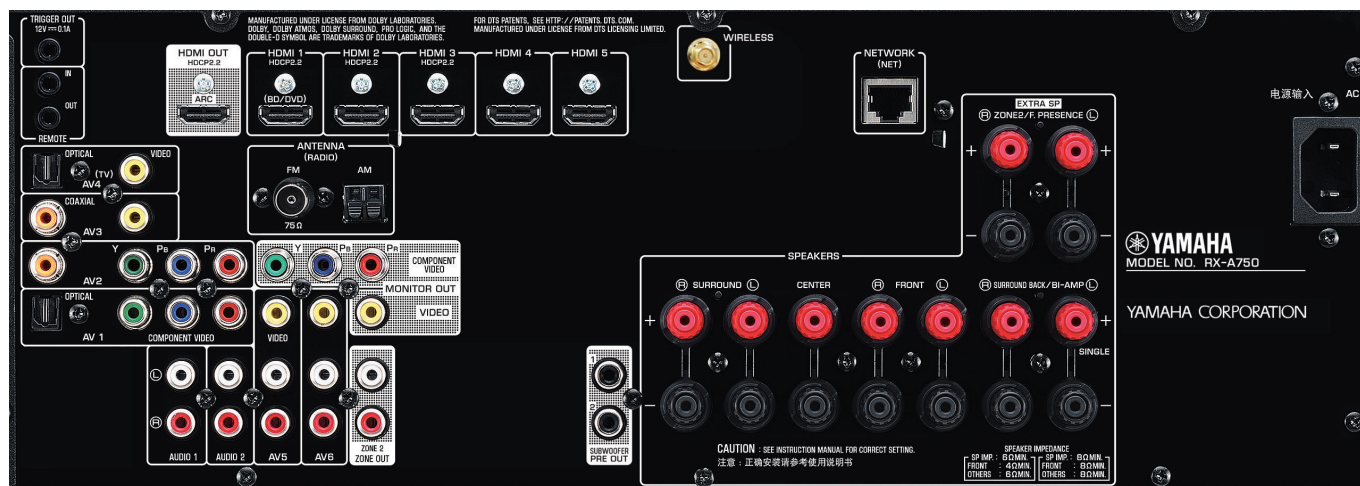 TRIGGER OUT
12V⎓0.1A
MANUFACTURED UNDER LICENSE FROM DOLBY LABORATORIES.
DOLBY, DOLBY ATMOS, DOLBY SURROUND, PRO LOGIC, AND THE
DOUBLE-D SYMBOL ARE TRADEMARKS OF DOLBY LABORATORIES.
FOR DTS PATENTS, SEE HTTP://PATENTS.DTS.COM.
MANUFACTURED UNDER LICENSE FROM DTS LICENSING LIMITED.
IN
OUT
REMOTE
HDMI OUT
HDCP2.2
ARC
HDMI 1
HDCP2.2
(BD/DVD)
HDMI 2
HDCP2.2
HDMI 3
HDCP2.2
HDMI 4
HDMI 5
WIRELESS
NETWORK
(NET)
EXTRA SP
Ⓡ ZONE2/F. PRESENCE Ⓛ
+
+
−
−
电源输入
AC
OPTICAL
(TV)
VIDEO
AV4
COAXIAL
AV3
ANTENNA
(RADIO)
FM
AM
75Ω
AV2
Y
PB
PR
Y
PB
PR
COMPONENT
VIDEO
MONITOR OUT
VIDEO
OPTICAL
AV 1
COMPONENT VIDEO
VIDEO
Ⓛ
Ⓡ
AUDIO 1
AUDIO 2
AV5
AV6
ZONE 2
ZONE OUT
1
2
SUBWOOFER
PRE OUT
SPEAKERS
Ⓡ SURROUND Ⓛ
CENTER
Ⓡ FRONT Ⓛ
Ⓡ SURROUND BACK/BI-AMP Ⓛ
+
+
SINGLE
−
−
CAUTION : SEE INSTRUCTION MANUAL FOR CORRECT SETTING.
注意 : 正确安装请参考使用说明书
SPEAKER IMPEDANCE
SP IMP. : 6ΩMIN.
FRONT : 4ΩMIN.
OTHERS : 6ΩMIN.
SP IMP. : 8ΩMIN.
FRONT : 8ΩMIN.
OTHERS : 8ΩMIN.
YAMAHA
MODEL NO. RX-A750
YAMAHA CORPORATION